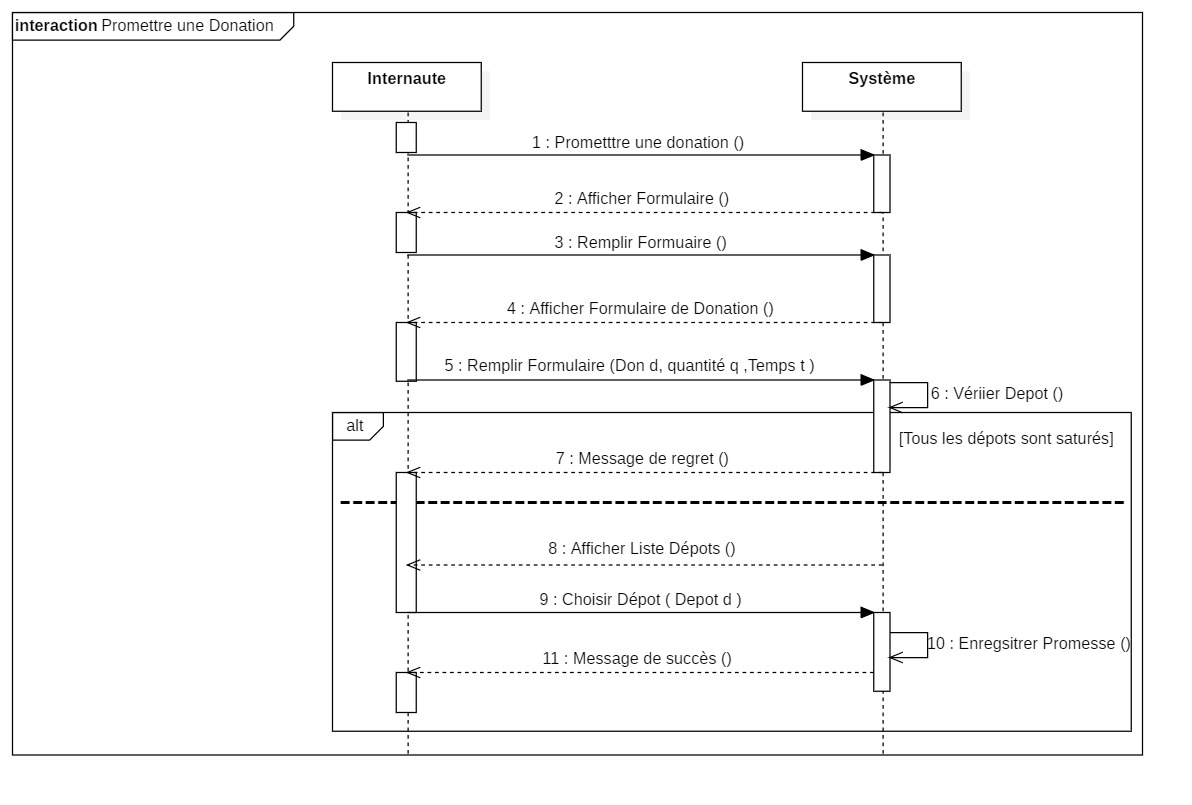 interaction Promettre une Donation
Internaute
Système
1 : Prometttre une donation ()
2 : Afficher Formulaire ()
3 : Remplir Formuaire ()
4 : Afficher Formulaire de Donation ()
5 : Remplir Formulaire (Don d, quantité q ,Temps t )
6 : Vériier Depot ()
alt
[Tous les dépots sont saturés]
7 : Message de regret ()
8 : Afficher Liste Dépots ()
9 : Choisir Dépot ( Depot d )
10 : Enregsitrer Promesse ()
11 : Message de succès ()